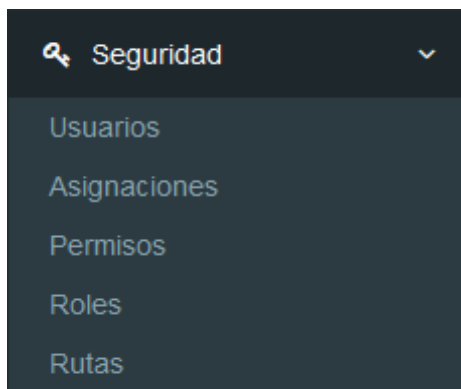 Seguridad
Usuarios
Asignaciones
Permisos
Roles
Rutas